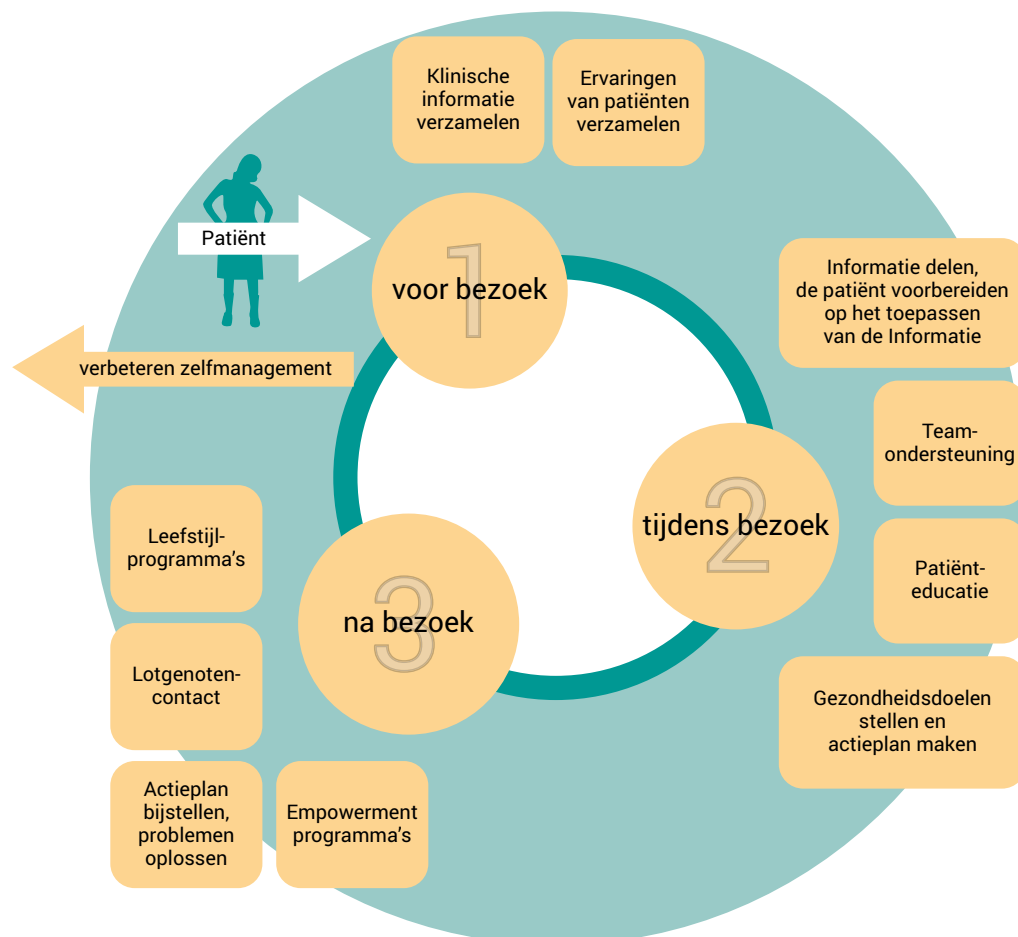 Klinische
informatie
verzamelen
Ervaringen
van patiënten
verzamelen
Patiënt
1
voor bezoek
verbeteren zelfmanagement
Informatie delen,
de patiënt voorbereiden
op het toepassen
van de Informatie
Team-
ondersteuning
2
tijdens bezoek
Patiënt-
educatie
Gezondheidsdoelen
stellen en
actieplan maken
3
na bezoek
Leefstijl-
programma's
Lotgenoten-
contact
Actieplan
bijstellen,
problemen
oplossen
Empowerment
programma's